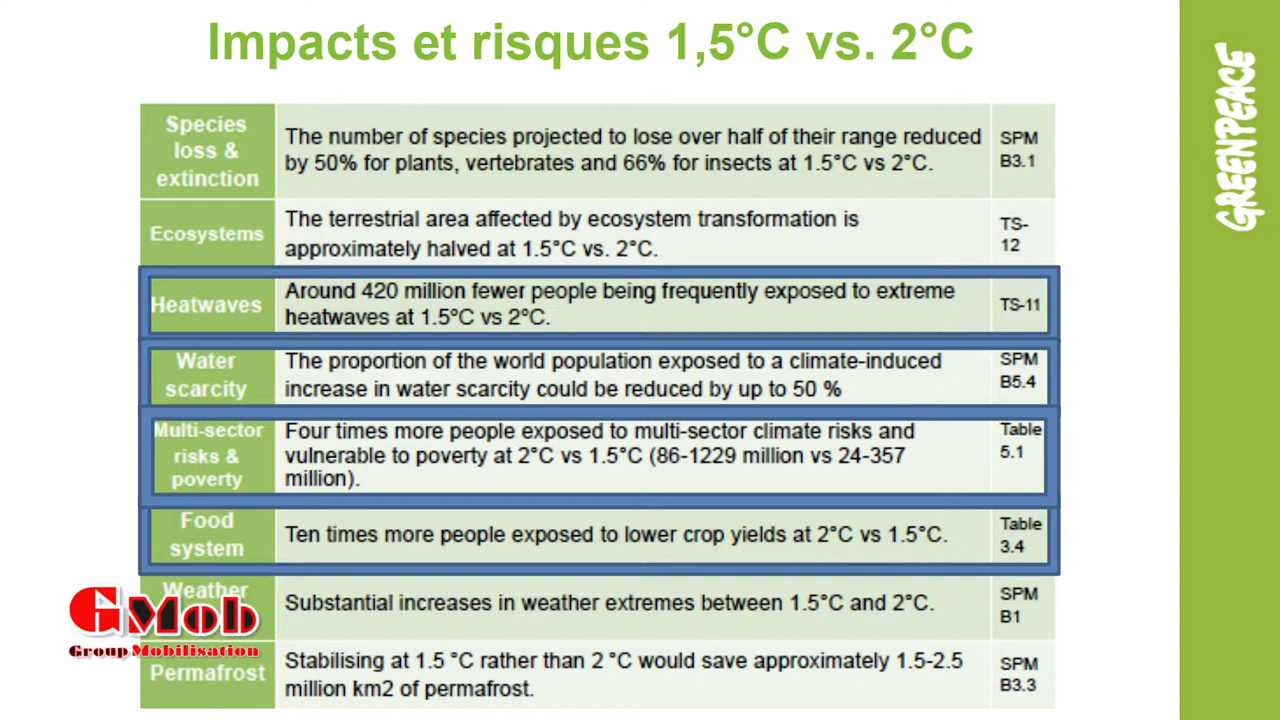 Impacts et risques 1,5°C vs. 2°C
GREENPEACE
Species
loss &
extinction
The number of species projected to lose over half of their range reduced
by 50% for plants, vertebrates and 66% for insects at 1.5°C vs 2°C.
SPM
B3.1
Ecosystems
The terrestrial area affected by ecosystem transformation is
approximately halved at 1.5°C vs. 2°C.
TS-
12
Heatwaves
Around 420 million fewer people being frequently exposed to extreme
heatwaves at 1.5°C vs 2°C.
TS-11
Water
scarcity
The proportion of the world population exposed to a climate-induced
increase in water scarcity could be reduced by up to 50 %
SPM
B5.4
Multi-sector
risks &
poverty
Four times more people exposed to multi-sector climate risks and
vulnerable to poverty at 2°C vs 1.5°C (86-1229 million vs 24-357
million).
Table
5.1
Food
system
Ten times more people exposed to lower crop yields at 2°C vs 1.5°C.
Table
3.4
Weather
Substantial increases in weather extremes between 1.5°C and 2°C.
SPM
B1
GMob
Group Mobilisation
Permafrost
Stabilising at 1.5 °C rather than 2 °C would save approximately 1.5-2.5
million km2 of permafrost.
SPM
B3.3